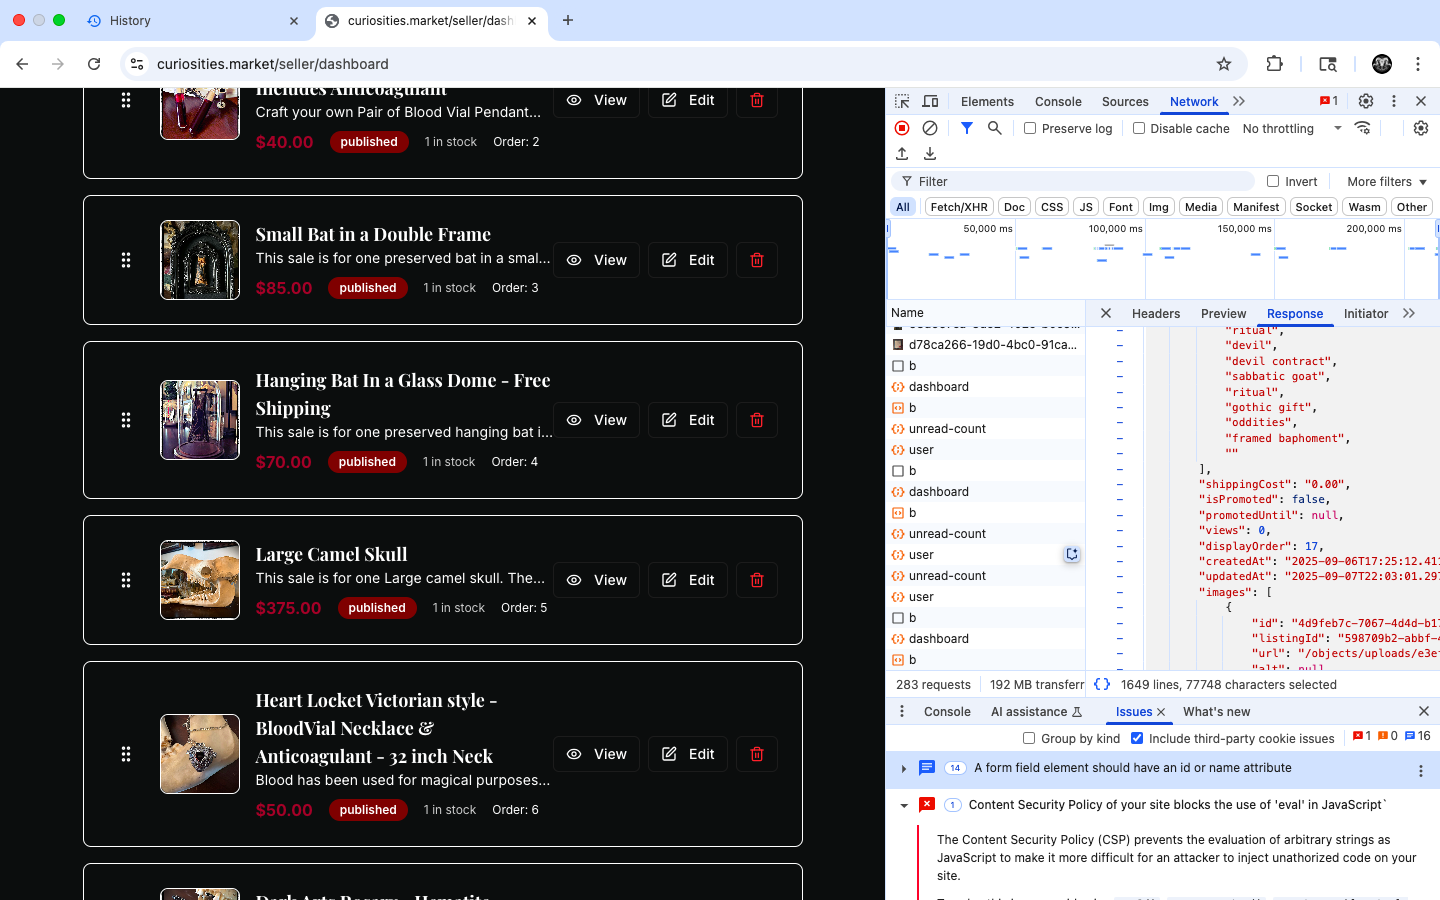 History
curiosities.market/seller/dash
curiosities.market/seller/dashboard
Includes Anticoagulant
Craft your own Pair of Blood Vial Pendant...
$40.00 published 1 in stock Order: 2
View Edit
Small Bat in a Double Frame
This sale is for one preserved bat in a smal...
$85.00 published 1 in stock Order: 3
View Edit
Hanging Bat In a Glass Dome - Free
Shipping
This sale is for one preserved hanging bat i...
$70.00 published 1 in stock Order: 4
View Edit
Large Camel Skull
This sale is for one Large camel skull. The...
$375.00 published 1 in stock Order: 5
View Edit
Heart Locket Victorian style -
BloodVial Necklace &
Anticoagulant - 32 inch Neck
Blood has been used for magical purposes...
$50.00 published 1 in stock Order: 6
View Edit
Elements Console Sources Network 1
Preserve log Disable cache No throttling
Filter Invert More filters
All Fetch/XHR Doc CSS JS Font Img Media Manifest Socket Wasm Other
50,000 ms 100,000 ms 150,000 ms 200,000 ms
Name
d78ca266-19d0-4bc0-91ca...
b
dashboard
b
unread-count
user
b
dashboard
b
unread-count
user
unread-count
user
b
dashboard
b
Headers Preview Response Initiator
"ritual",
"devil",
"devil contract",
"sabbatic goat",
"ritual",
"gothic gift",
"oddities",
"framed baphoment",
""
],
"shippingCost": "0.00",
"isPromoted": false,
"promotedUntil": null,
"views": 0,
"displayOrder": 17,
"createdAt": "2025-09-06T17:25:12.411
"updatedAt": "2025-09-07T22:03:01.297
"images": [
{
"id": "4d9feb7c-7067-4d4d-b17
"listingId": "598709b2-abbf-4
"url": "/objects/uploads/e3e
"alt": null
283 requests 192 MB transferr
1649 lines, 77748 characters selected
Console AI assistance Issues What's new
Group by kind Include third-party cookie issues 1 0 16
14 A form field element should have an id or name attribute
1 Content Security Policy of your site blocks the use of 'eval' in JavaScript`
The Content Security Policy (CSP) prevents the evaluation of arbitrary strings as
JavaScript to make it more difficult for an attacker to inject unathorized code on your
site.